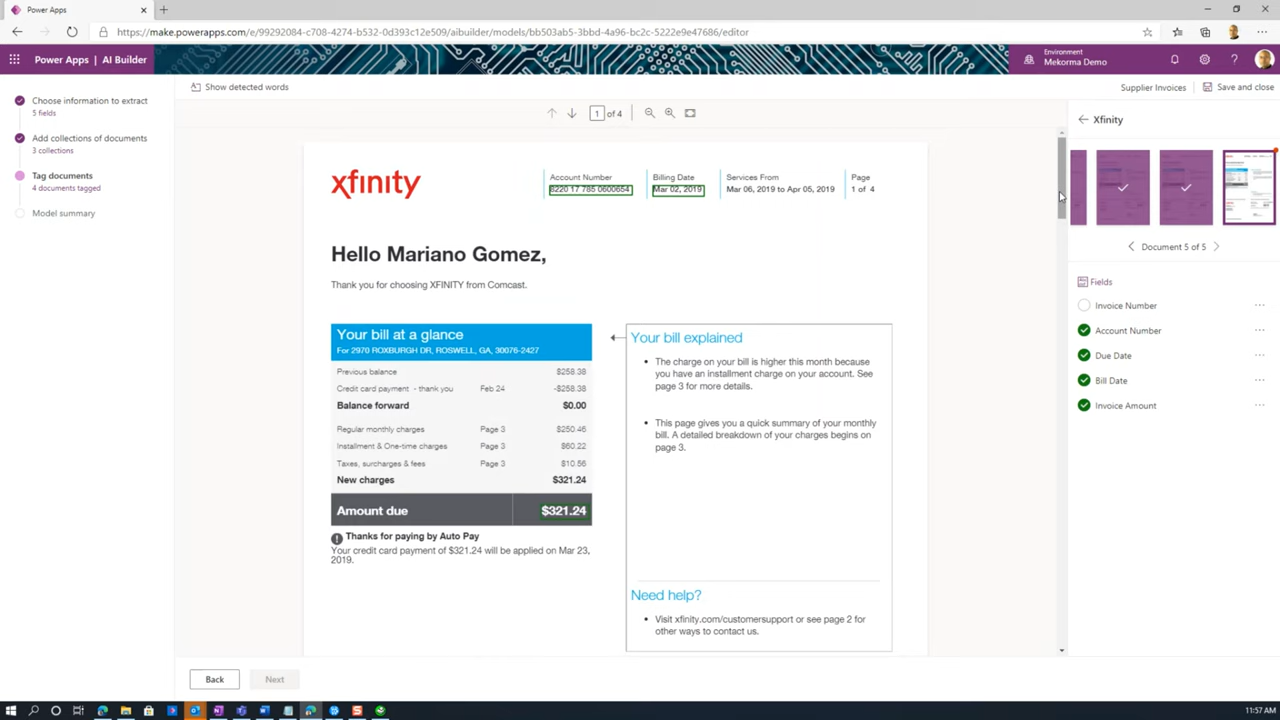 Power Apps
https://make.powerapps.com/e/99292084-c708-4274-b532-0d393c12e509/aibuilder/models/bb503ab5-3bbd-4a96-bc2c-5222e9e47686/editor
Power Apps | AI Builder
Environment
Mekorma Demo
Show detected words
Supplier Invoices
Save and close
Choose information to extract
5 fields
Add collections of documents
3 collections
Tag documents
4 documents tagged
Model summary
1 of 4
xfinity
Account Number
8220 17 785 0600654
Billing Date
Mar 02, 2019
Services From
Mar 06, 2019 to Apr 05, 2019
Page
1 of 4
Hello Mariano Gomez,
Thank you for choosing XFINITY from Comcast.
Your bill at a glance
For 2970 ROXBURGH DR, ROSWELL, GA, 30076-2427
Previous balance $258.38
Credit card payment - thank you Feb 24 -$258.38
Balance forward $0.00
Regular monthly charges Page 3 $250.46
Installment & One-time charges Page 3 $60.22
Taxes, surcharges & fees Page 3 $10.56
New charges $321.24
Amount due $321.24
Thanks for paying by Auto Pay
Your credit card payment of $321.24 will be applied on Mar 23,
2019.
Your bill explained
• The charge on your bill is higher this month because
you have an installment charge on your account. See
page 3 for more details.
• This page gives you a quick summary of your monthly
bill. A detailed breakdown of your charges begins on
page 3.
Need help?
• Visit xfinity.com/customersupport or see page 2 for
other ways to contact us.
Xfinity
Document 5 of 5
Fields
Invoice Number
Account Number
Due Date
Bill Date
Invoice Amount
Back
Next
11:57 AM